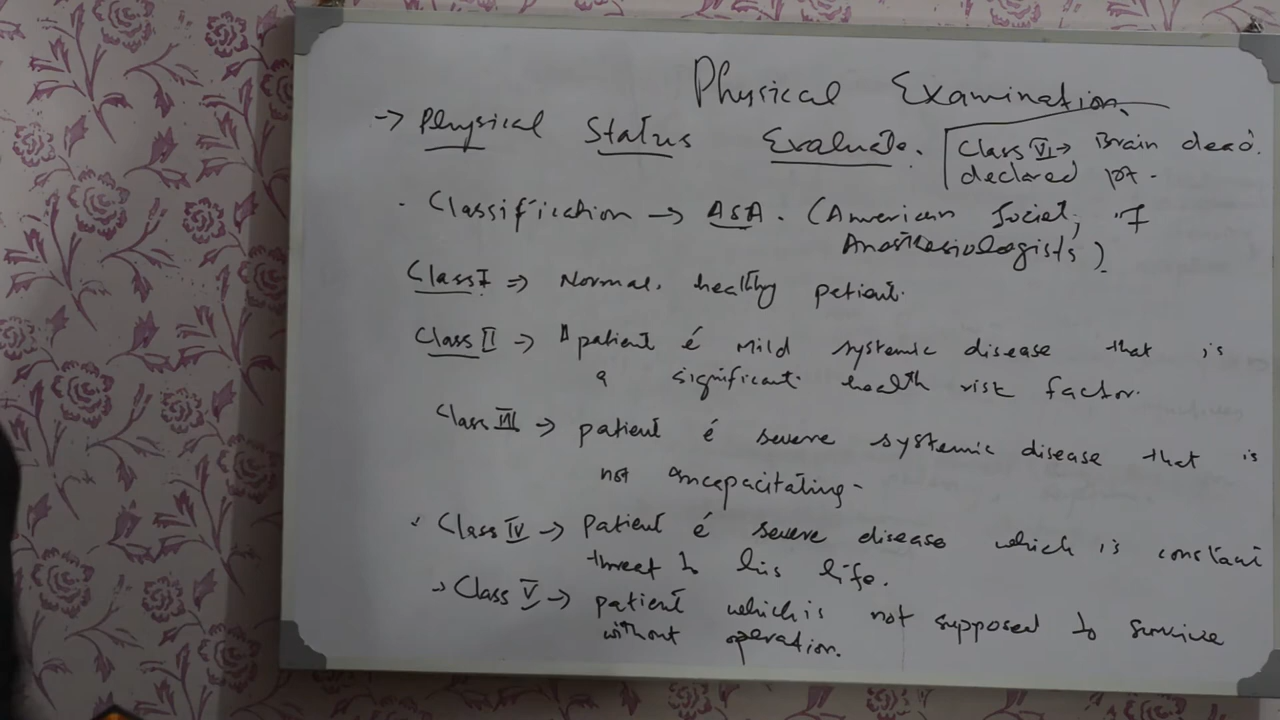 Physical Examination
→ Physical Status Evaluate.
Class VI → Brain dead.
declared pt.
. Classification → ASA. (American Societ, of
Anesthesiologists)
Class I ⇒ Normal, healthy patient.
Class II → A patient é Mild systemic disease that is
a significant health risk factor.
Class III → patient é severe systemic disease that is
not incapacitating-
Class IV → patient é severe disease which is constant
threet to his life.
Class V → patient which is not supposed to survive
without operation.